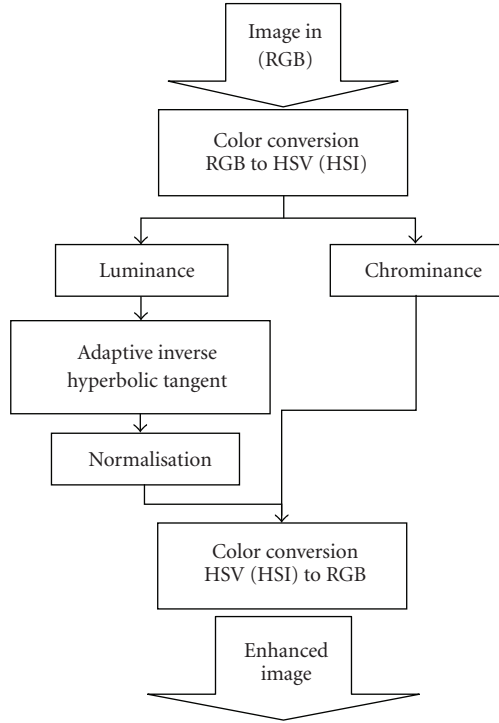 Image in
(RGB)
Color conversion
RGB to HSV (HSI)
Luminance
Chrominance
Adaptive inverse
hyperbolic tangent
Normalisation
Color conversion
HSV (HSI) to RGB
Enhanced
image